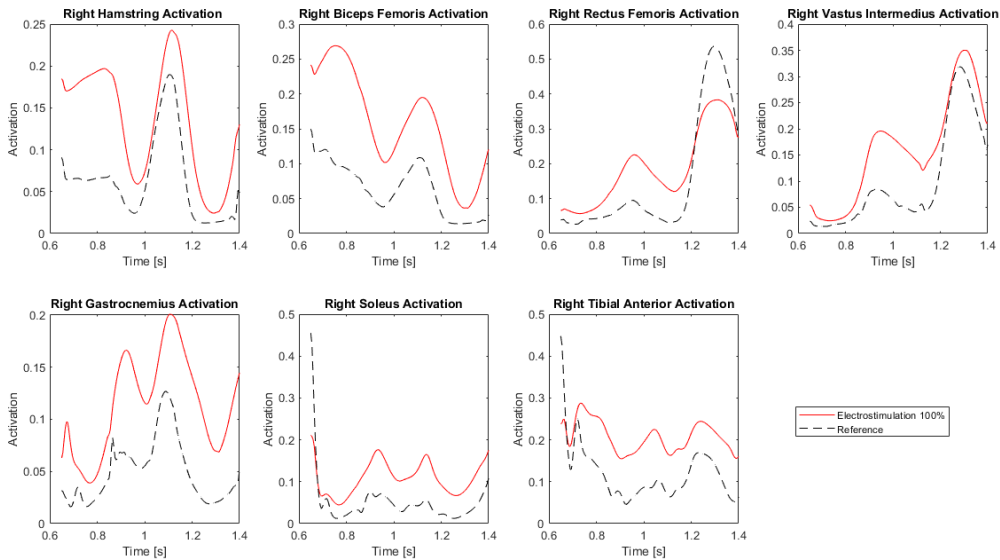 Right Hamstring Activation
0.25
0.2
0.15
0.1
0.05
0
Activation
0.6 0.8 1 1.2 1.4
Time [s]
Right Biceps Femoris Activation
0.3
0.25
0.2
0.15
0.1
0.05
0
Activation
0.6 0.8 1 1.2 1.4
Time [s]
Right Rectus Femoris Activation
0.6
0.5
0.4
0.3
0.2
0.1
0
Activation
0.6 0.8 1 1.2 1.4
Time [s]
Right Vastus Intermedius Activation
0.4
0.35
0.3
0.25
0.2
0.15
0.1
0.05
0
Activation
0.6 0.8 1 1.2 1.4
Time [s]
Right Gastrocnemius Activation
0.2
0.15
0.1
0.05
0
Activation
0.6 0.8 1 1.2 1.4
Time [s]
Right Soleus Activation
0.5
0.4
0.3
0.2
0.1
0
Activation
0.6 0.8 1 1.2 1.4
Time [s]
Right Tibial Anterior Activation
0.5
0.4
0.3
0.2
0.1
0
Activation
0.6 0.8 1 1.2 1.4
Time [s]
Electrostimulation 100%
Reference